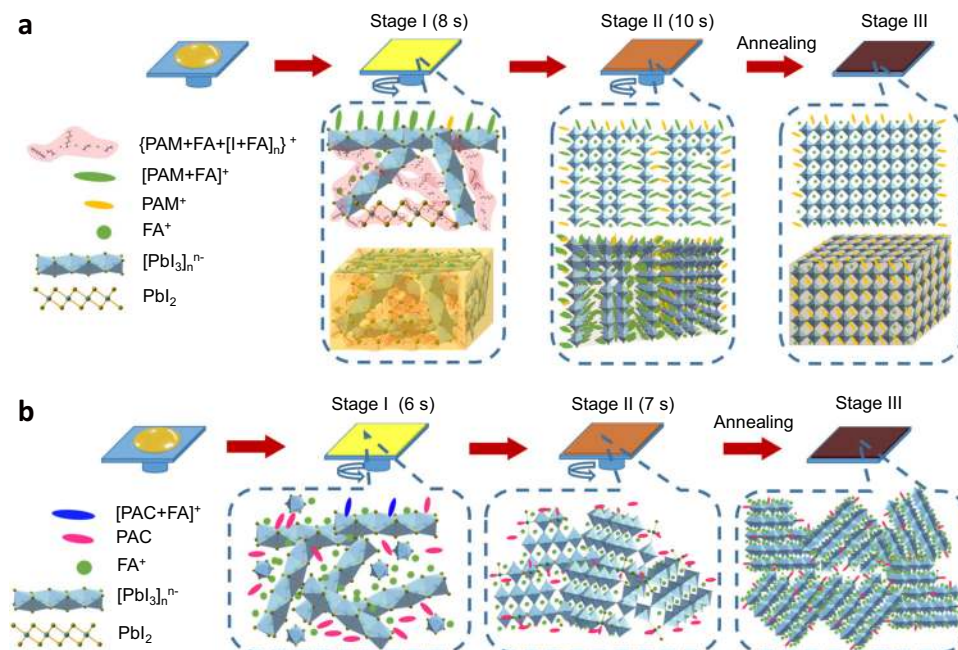 a
Stage I (8 s)
Stage II (10 s)
Annealing
Stage III
{PAM+FA+[I+FA]n}⁺
[PAM+FA]⁺
PAM⁺
FA⁺
[PbI₃]ₙⁿ⁻
PbI₂
b
Stage I (6 s)
Stage II (7 s)
Annealing
Stage III
[PAC+FA]⁺
PAC
FA⁺
[PbI₃]ₙⁿ⁻
PbI₂